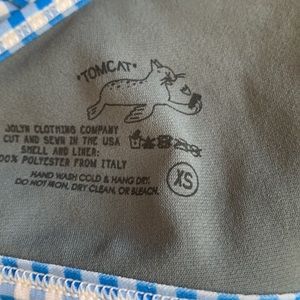 "TOMCAT"
JOLYN CLOTHING COMPANY
CUT AND SEWN IN THE USA
SHELL AND LINER:
100% POLYESTER FROM ITALY
HAND WASH COLD & HANG DRY.
DO NOT IRON, DRY CLEAN, OR BLEACH.
XS